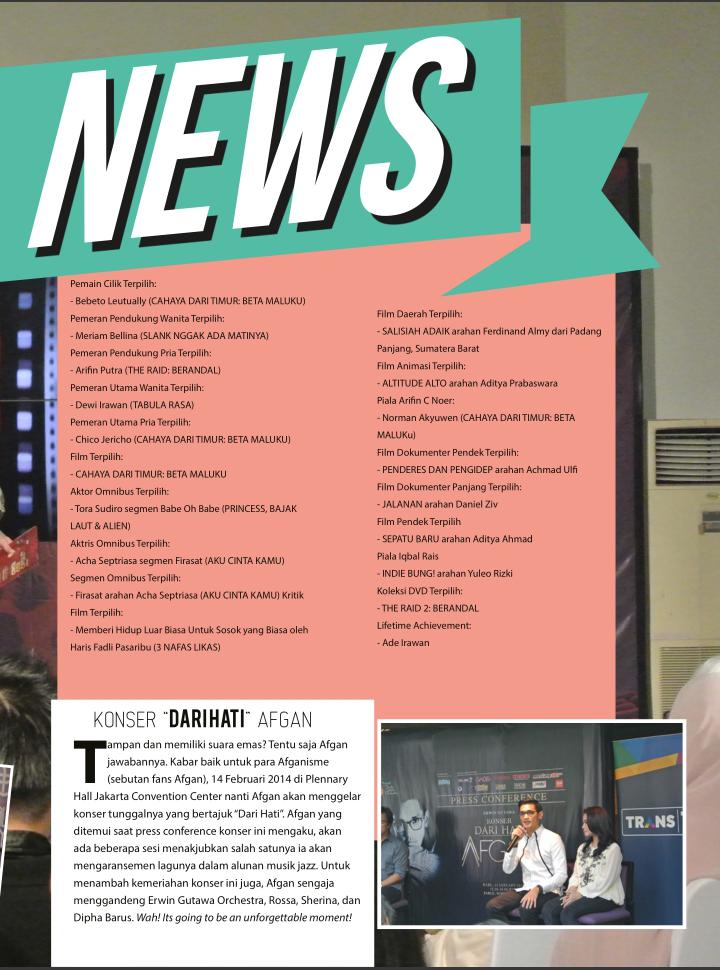 NEWS
Pemain Cilik Terpilih:
- Bebeto Leutually (CAHAYA DARI TIMUR: BETA MALUKU)
Pemeran Pendukung Wanita Terpilih:
- Meriam Bellina (SLANK NGGAK ADA MATINYA)
Pemeran Pendukung Pria Terpilih:
- Arifin Putra (THE RAID: BERANDAL)
Pemeran Utama Wanita Terpilih:
- Dewi Irawan (TABULA RASA)
Pemeran Utama Pria Terpilih:
- Chico Jericho (CAHAYA DARI TIMUR: BETA MALUKU)
Film Terpilih:
- CAHAYA DARI TIMUR: BETA MALUKU
Aktor Omnibus Terpilih:
- Tora Sudiro segmen Babe Oh Babe (PRINCESS, BAJAK
LAUT & ALIEN)
Aktris Omnibus Terpilih:
- Acha Septriasa segmen Firasat (AKU CINTA KAMU)
Segmen Omnibus Terpilih:
- Firasat arahan Acha Septriasa (AKU CINTA KAMU) Kritik
Film Terpilih:
- Memberi Hidup Luar Biasa Untuk Sosok yang Biasa oleh
Haris Fadli Pasaribu (3 NAFAS LIKAS)
Film Daerah Terpilih:
- SALISIAH ADAIK arahan Ferdinand Almy dari Padang
Panjang, Sumatera Barat
Film Animasi Terpilih:
- ALTITUDE ALTO arahan Aditya Prabaswara
Piala Arifin C Noer:
- Norman Akyuwen (CAHAYA DARI TIMUR: BETA
MALUKu)
Film Dokumenter Pendek Terpilih:
- PENDERES DAN PENGIDEP arahan Achmad Ulfi
Film Dokumenter Panjang Terpilih:
- JALANAN arahan Daniel Ziv
Film Pendek Terpilih
- SEPATU BARU arahan Aditya Ahmad
Piala Iqbal Rais
- INDIE BUNG! arahan Yuleo Rizki
Koleksi DVD Terpilih:
- THE RAID 2: BERANDAL
Lifetime Achievement:
- Ade Irawan
KONSER "DARI HATI" AFGAN
Tampan dan memiliki suara emas? Tentu saja Afgan
jawabannya. Kabar baik untuk para Afganisme
(sebutan fans Afgan), 14 Februari 2014 di Plennary
Hall Jakarta Convention Center nanti Afgan akan menggelar
konser tunggalnya yang bertajuk "Dari Hati". Afgan yang
ditemui saat press conference konser ini mengaku, akan
ada beberapa sesi menakjubkan salah satunya ia akan
mengaransemen lagunya dalam alunan musik jazz. Untuk
menambah kemeriahan konser ini juga, Afgan sengaja
menggandeng Erwin Gutawa Orchestra, Rossa, Sherina, dan
Dipha Barus. Wah! Its going to be an unforgettable moment!
PRESS CONFERENCE
KONSER
DARI HA
AFG
TRANS